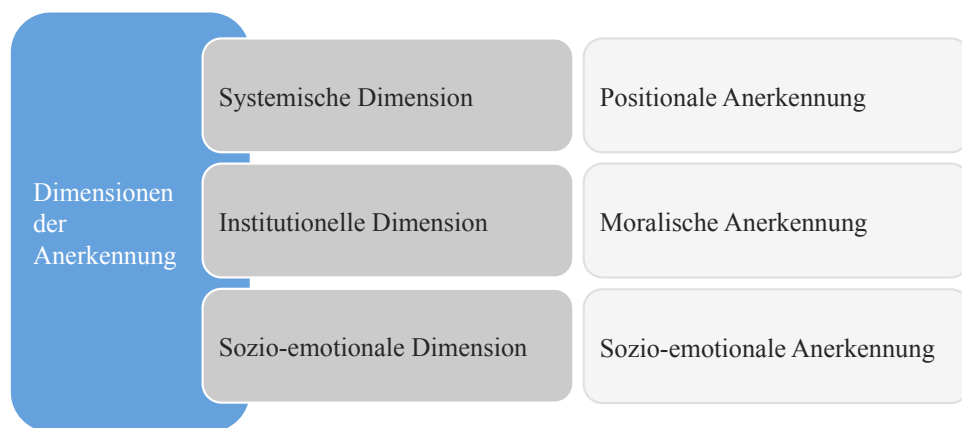 Dimensionen
der
Anerkennung
Systemische Dimension
Positionale Anerkennung
Institutionelle Dimension
Moralische Anerkennung
Sozio-emotionale Dimension
Sozio-emotionale Anerkennung